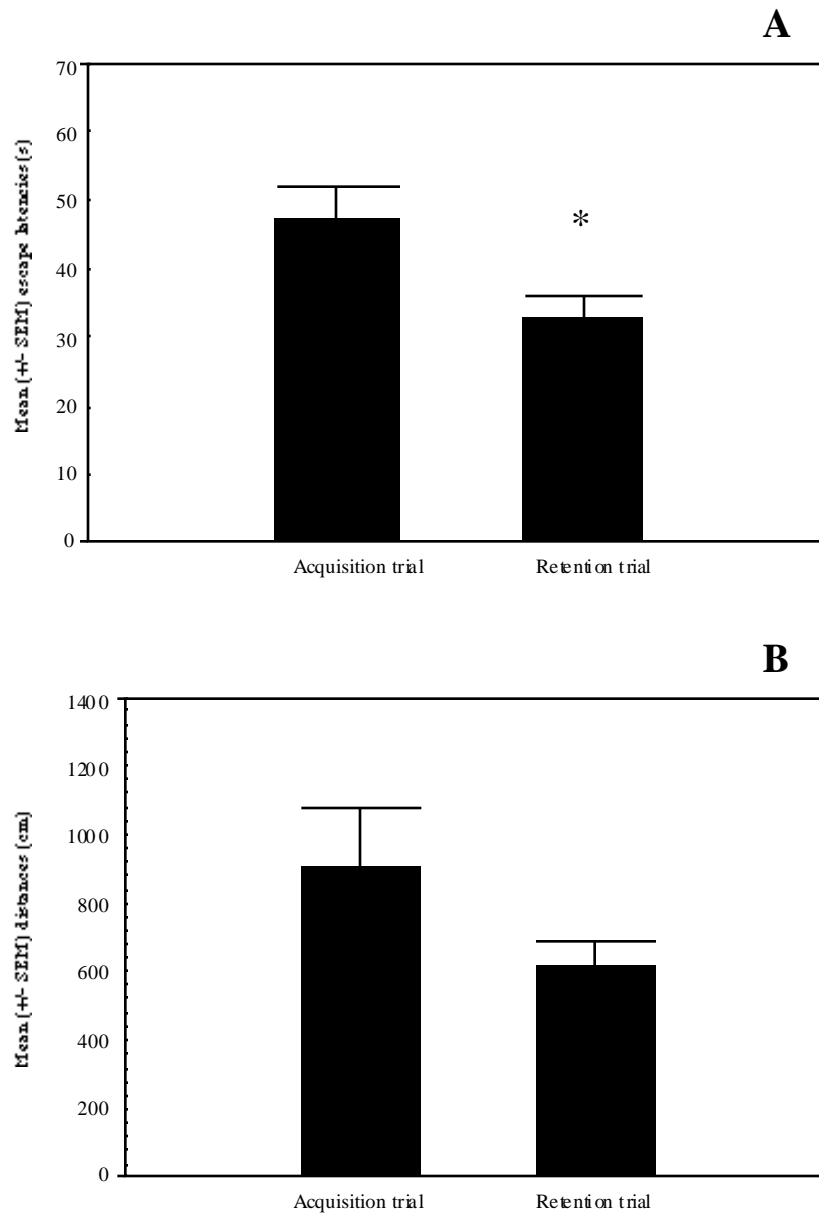 A
70
60
50
40
30
20
10
0
Mean (+/- SEM) escape latencies (s)
*
Acquisition trial
Retention trial
B
1400
1200
1000
800
600
400
200
0
Mean (+/- SEM) distances (cm)
Acquisition trial
Retention trial